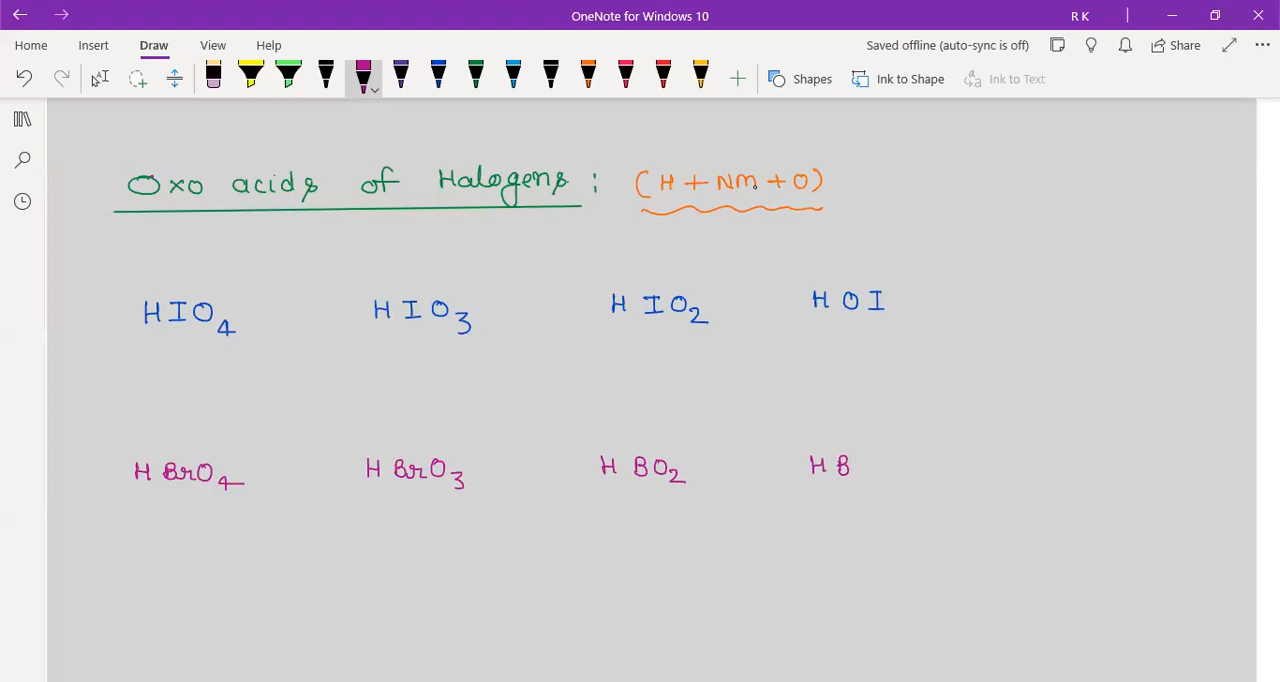 OneNote for Windows 10
R K
Home Insert Draw View Help
Saved offline (auto-sync is off) Share
Shapes Ink to Shape Ink to Text
Oxo acids of Halogens : (H + Nm + O)
HIO4 HIO3 HIO2 HOI
HBrO4 HBrO3 HBO2 HB